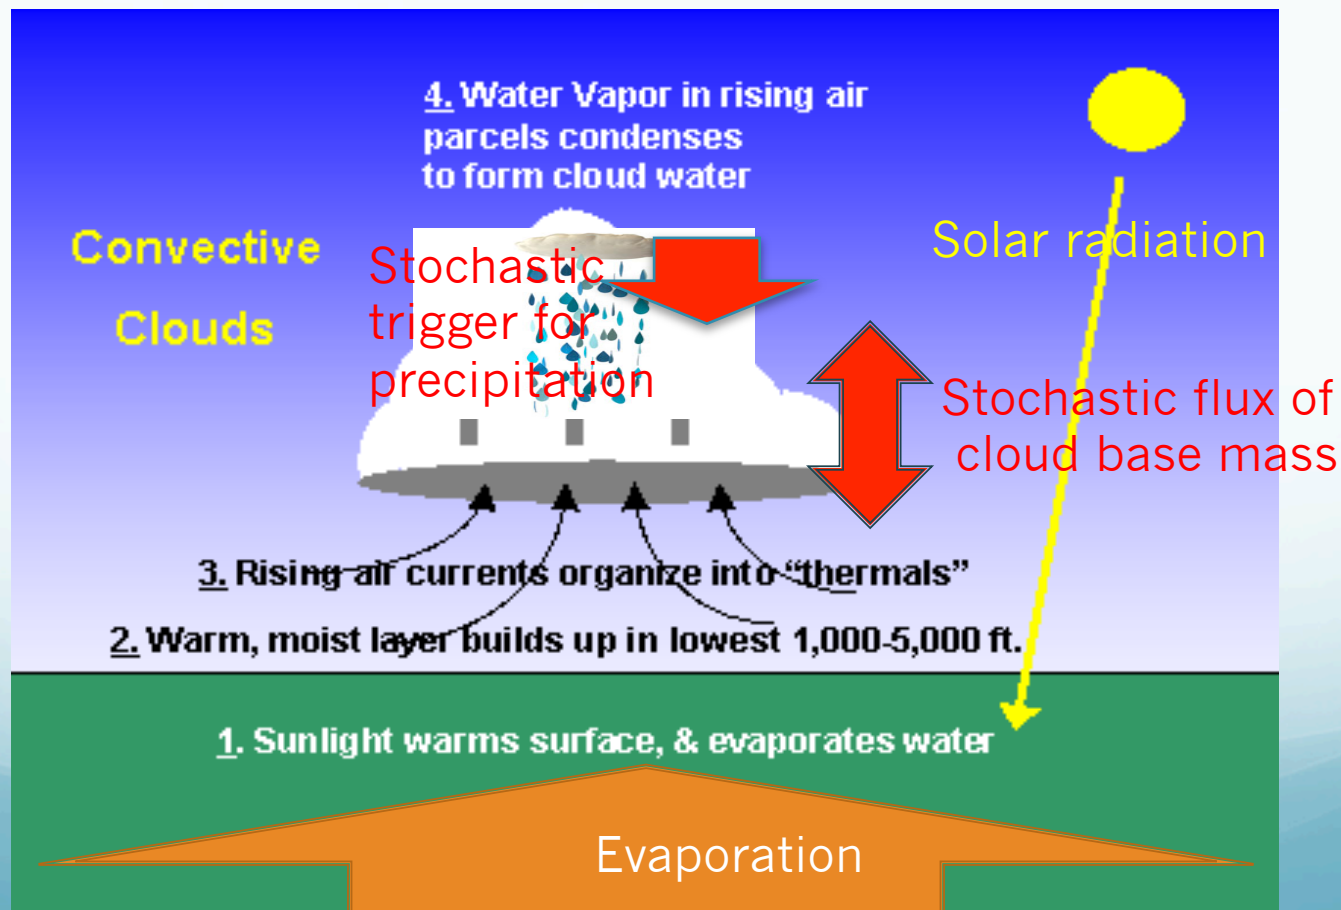 4. Water Vapor in rising air
parcels condenses
to form cloud water
Convective
Clouds
Stochastic
trigger for
precipitation
Solar radiation
Stochastic flux of
cloud base mass
3. Rising air currents organize into “thermals”
2. Warm, moist layer builds up in lowest 1,000-5,000 ft.
1. Sunlight warms surface, & evaporates water
Evaporation